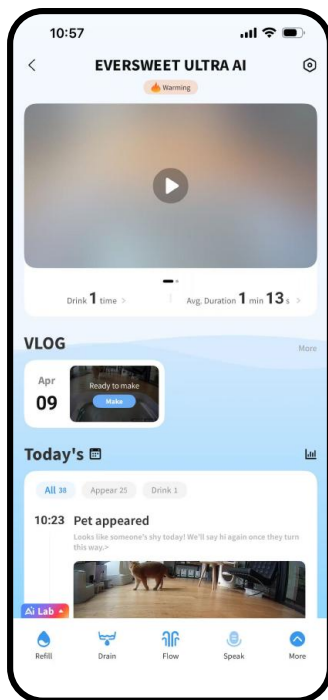 10:57
EVERSWEET ULTRA AI
Warming
Drink 1 time >
Avg. Duration 1 min 13 s >
VLOG
More
Apr
09
Ready to make
Make
Today's
All 38
Appear 25
Drink 1
10:23 Pet appeared
Looks like someone's shy today! We'll say hi again once they turn
this way.>
Ai Lab
Refill
Drain
Flow
Speak
More